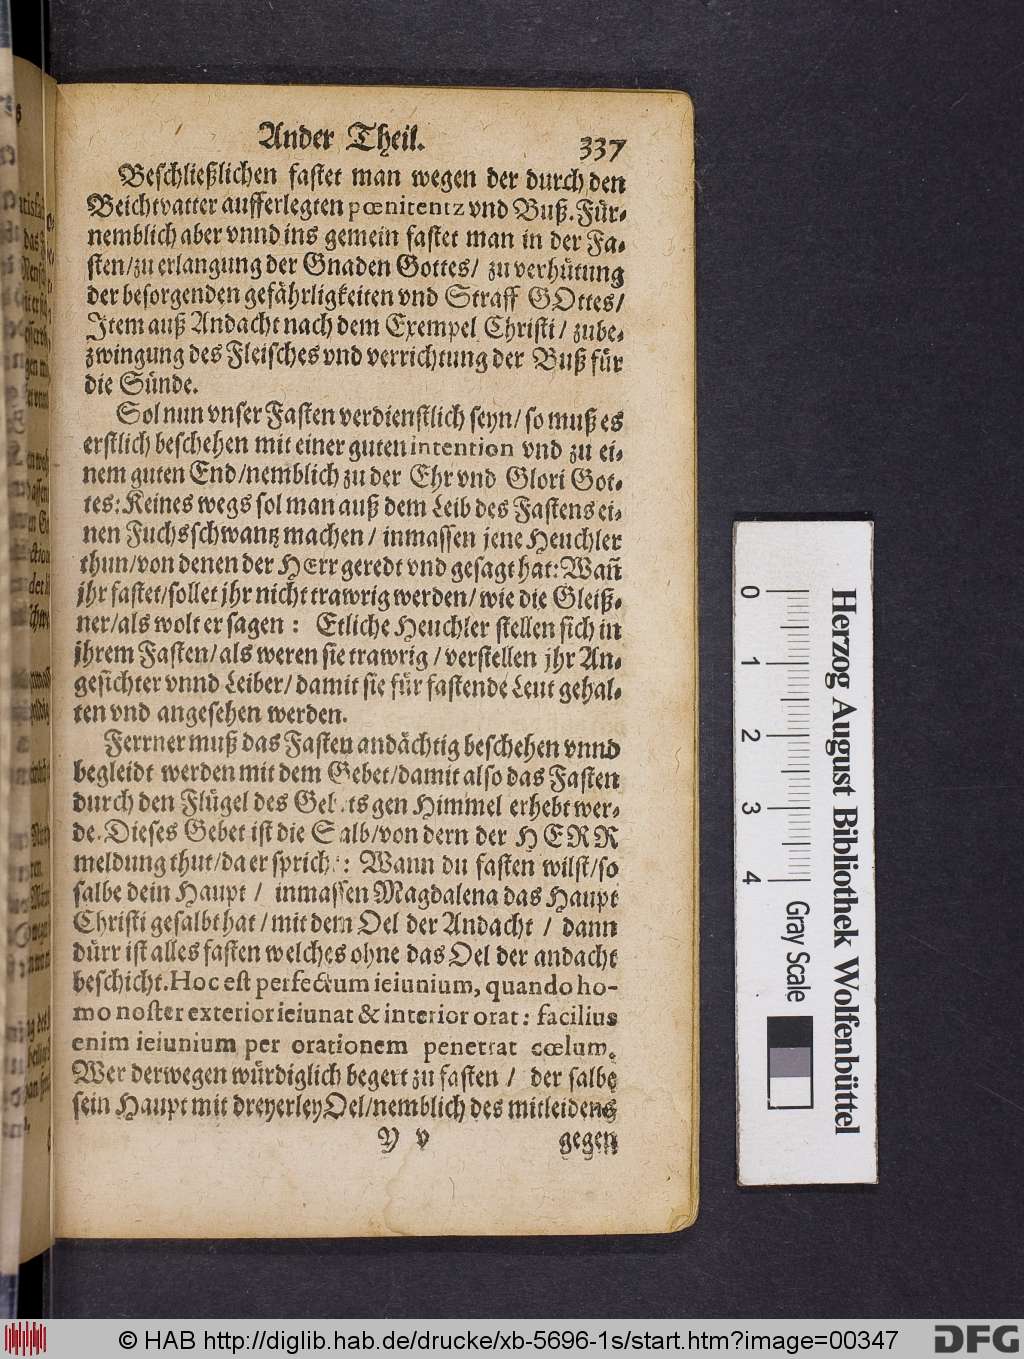 Ander Theil. 337
Beschließlichen fastet man wegen der durch den
Beichtvatter aufferlegten pœnitentz vnd Buß. Für-
nemblich aber vnnd ins gemein fastet man in der Fa-
sten/zu erlangung der Gnaden Gottes/ zu verhütung
der besorgenden gefährligkeiten vnd Straff GOttes/
Item auß Andacht nach dem Exempel Christi/ zube-
zwingung des Fleisches vnd verrichtung der Buß für
die Sünde.
Sol nun vnser Fasten verdienstlich seyn/ so muß es
erstlich beschehen mit einer guten intention vnd zu ei-
nem guten End/nemblich zu der Ehr vnd Glori Got-
tes: Keines wegs sol man auß dem Leib des Fastens ei-
nen Fuchsschwantz machen/ inmassen jene Heuchler
thun/von denen der HErr geredt vnd gesagt hat: Wañ
jhr fastet/sollet jhr nicht trawrig werden/ wie die Gleiß-
ner/als wolt er sagen: Etliche Heuchler stellen sich in
jhrem Fasten/als weren sie trawrig/verstellen jhr An-
gesichter vnnd Leiber/ damit sie für fastende Leut gehal-
ten vnd angesehen werden.
Ferrner muß das Fasten andächtig beschehen vnnd
begleidt werden mit dem Gebet/damit also das Fasten
durch den Flügel des Gebets gen Himmel erhebt wer-
de. Dieses Gebet ist die Salb/von dern der HERR
meldung thut/da er spricht: Wann du fasten wilst/so
salbe dein Haupt/ inmassen Magdalena das Haupt
Christi gesalbt hat/mit dem Oel der Andacht/ dann
dürr ist alles fasten welches ohne das Oel der andacht
beschicht. Hoc est perfectum ieiunium, quando ho-
mo noster exterior ieiunat & interior orat: facilius
enim ieiunium per orationem penetrat cœlum.
Wer derwegen würdiglich begert zu fasten/ der salbe
sein Haupt mit dreyerley Oel/nemblich des mitleidens
Y v gegen
0 1 2 3 4 Gray Scale
Herzog August Bibliothek Wolfenbüttel
© HAB http://diglib.hab.de/drucke/xb-5696-1s/start.htm?image=00347
DFG